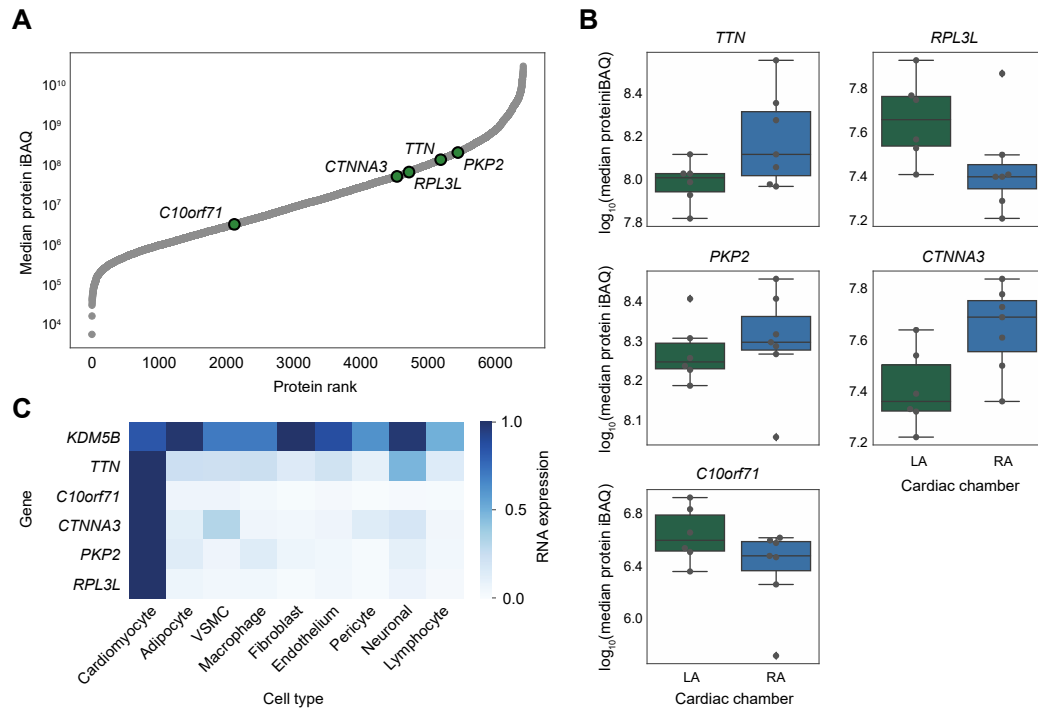 A
Median protein iBAQ
10¹⁰
10⁹
10⁸
10⁷
10⁶
10⁵
10⁴
C10orf71
CTNNA3
TTN
RPL3L
PKP2
0
1000
2000
3000
4000
5000
6000
Protein rank
B
TTN
log₁₀(median proteiniBAQ)
8.4
8.2
8.0
7.8
RPL3L
7.8
7.6
7.4
7.2
PKP2
log₁₀(median protein iBAQ)
8.4
8.3
8.2
8.1
CTNNA3
7.8
7.6
7.4
7.2
LA
RA
Cardiac chamber
C10orf71
log₁₀(median protein iBAQ)
6.8
6.4
6.0
LA
RA
Cardiac chamber
C
Gene
KDM5B
TTN
C10orf71
CTNNA3
PKP2
RPL3L
Cardiomyocyte
Adipocyte
VSMC
Macrophage
Fibroblast
Endothelium
Pericyte
Neuronal
Lymphocyte
Cell type
1.0
0.5
0.0
RNA expression